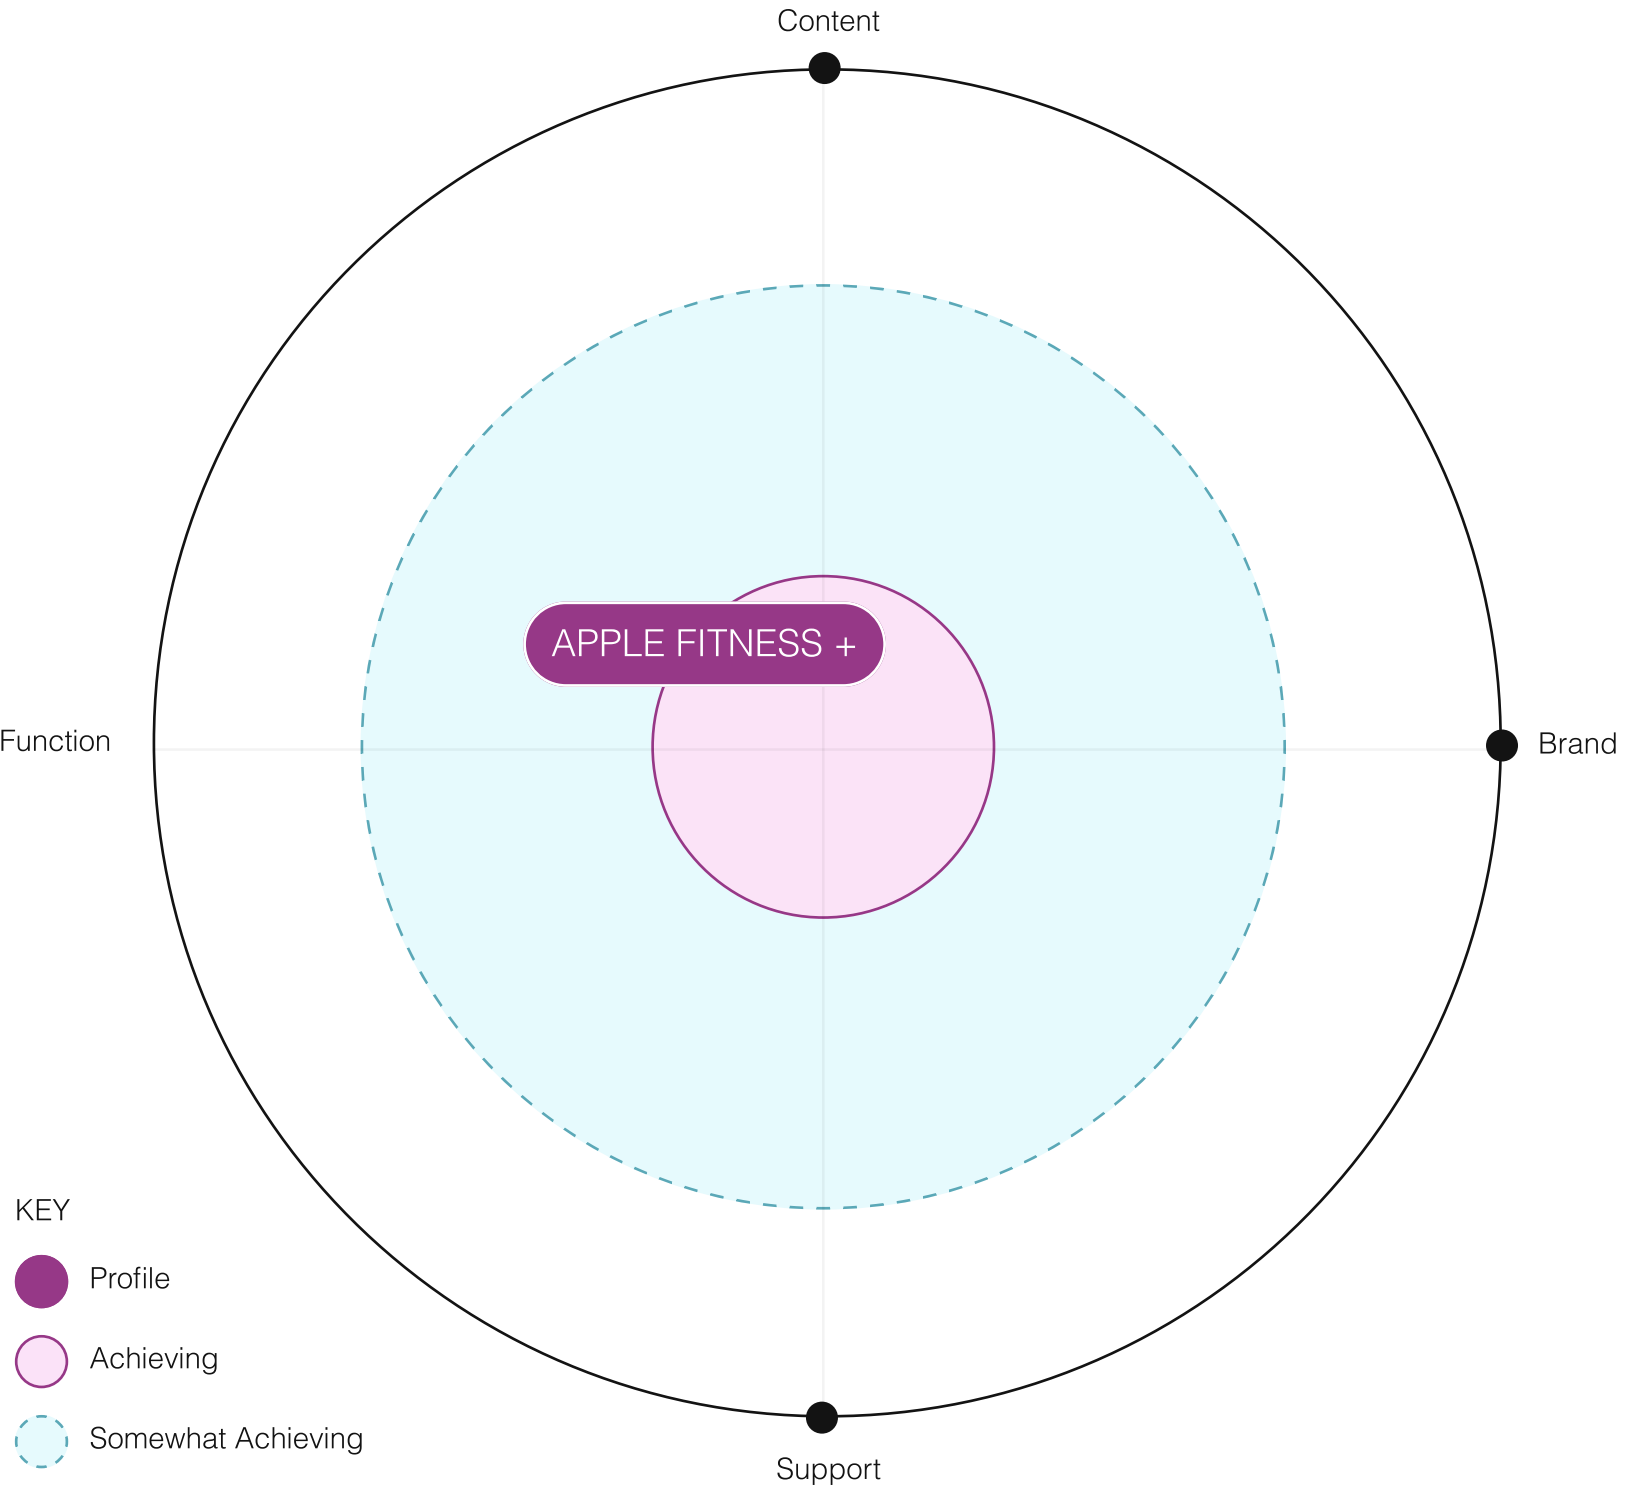 Content
APPLE FITNESS +
Function
Brand
KEY
Profile
Achieving
Somewhat Achieving
Support